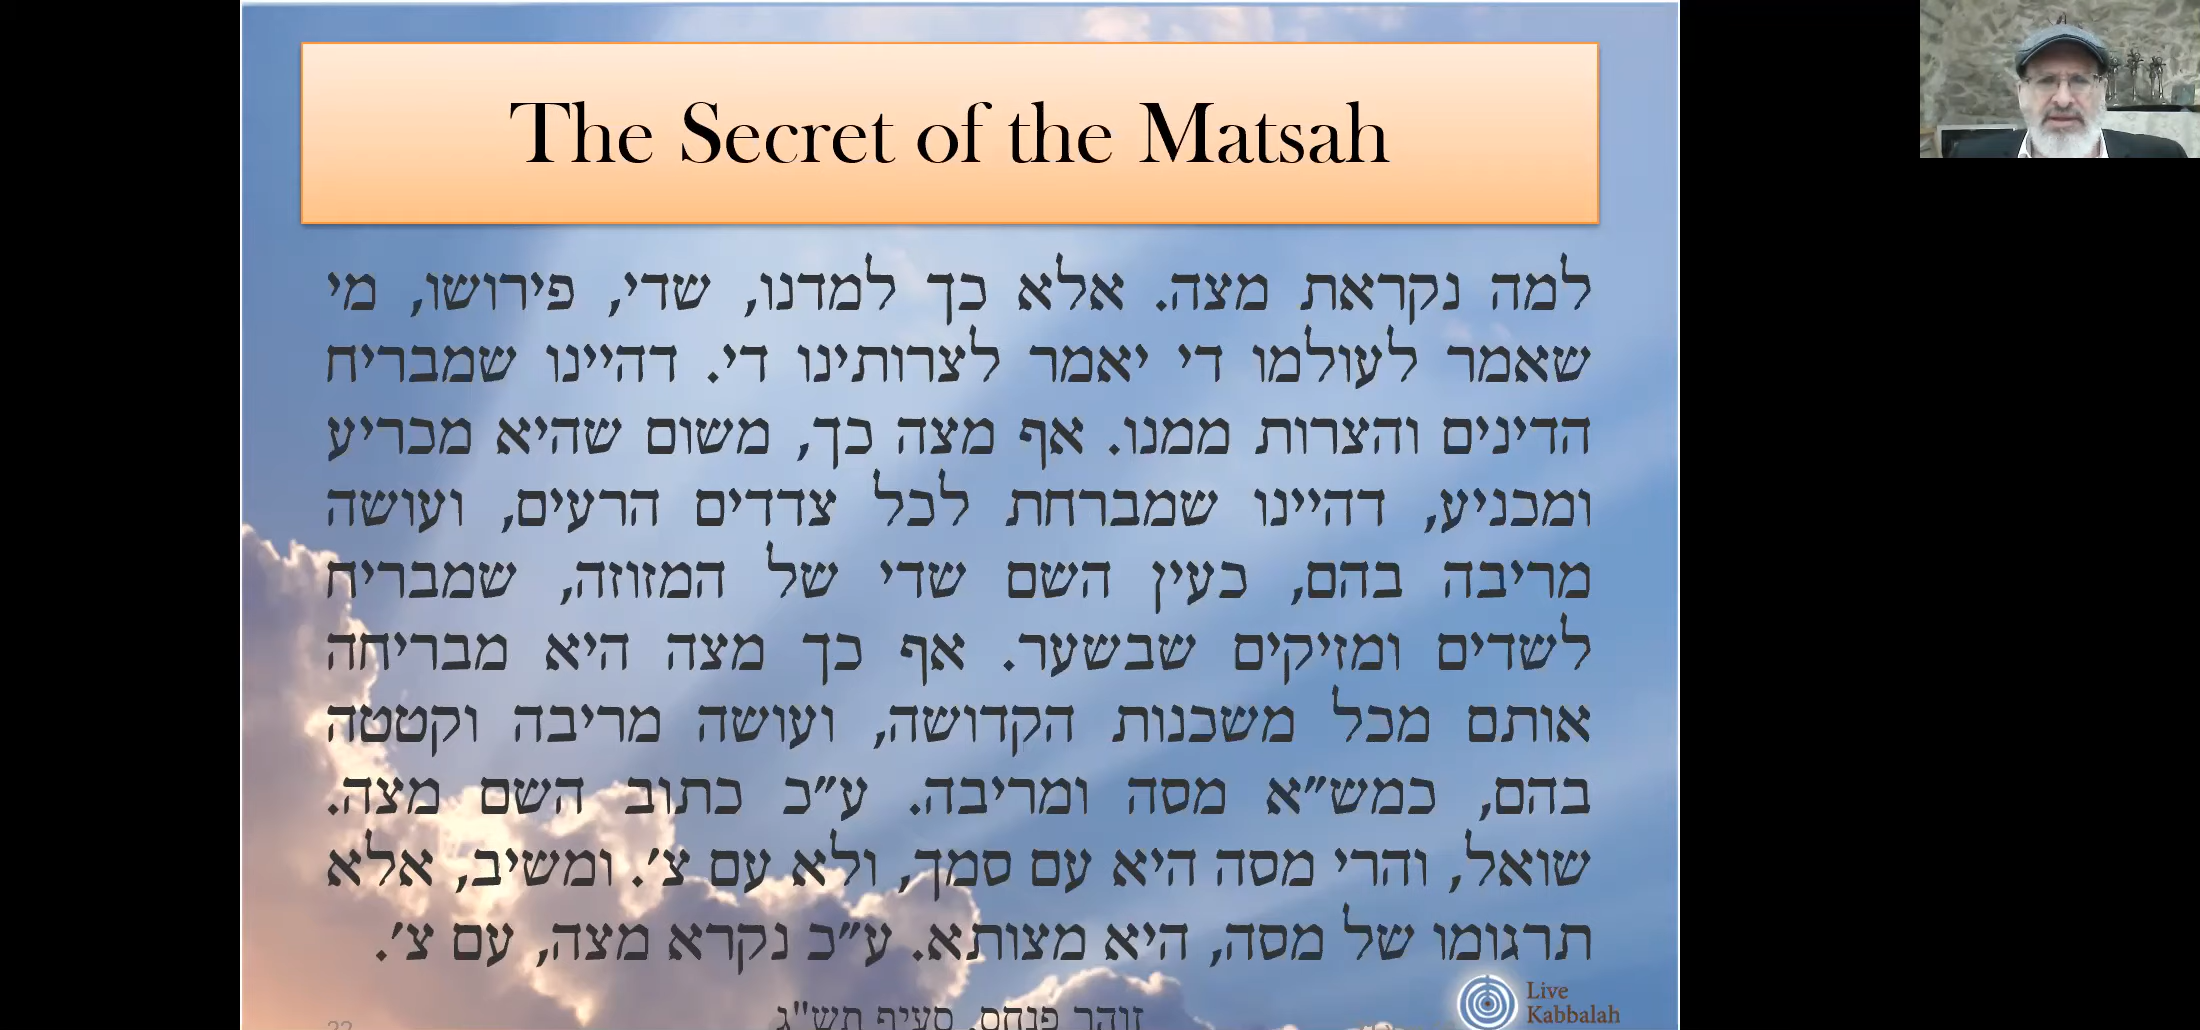 The Secret of the Matsah
למה נקראת מצה. אלא כך למדנו, שדי, פירושו, מי
שאמר לעולמו די יאמר לצרותינו די. דהיינו שמבריח
הדינים והצרות ממנו. אף מצה כך, משום שהיא מכריע
ומכניע, דהיינו שמברחת לכל צדדים הרעים, ועושה
מריבה בהם, כעין השם שדי של המזוזה, שמבריח
לשדים ומזיקים שבשער. אף כך מצה היא מבריחה
אותם מכל משכנות הקדושה, ועושה מריבה וקטטה
בהם, כמש״א מסה ומריבה. ע״כ כתוב השם מצה.
שואל, והרי מסה היא עם סמך, ולא עם צ׳. ומשיב, אלא
תרגומו של מסה, היא מצותא. ע״כ נקרא מצה, עם צ׳.
זוהר פנחס, סעיף תש"ג
22
Live
Kabbalah